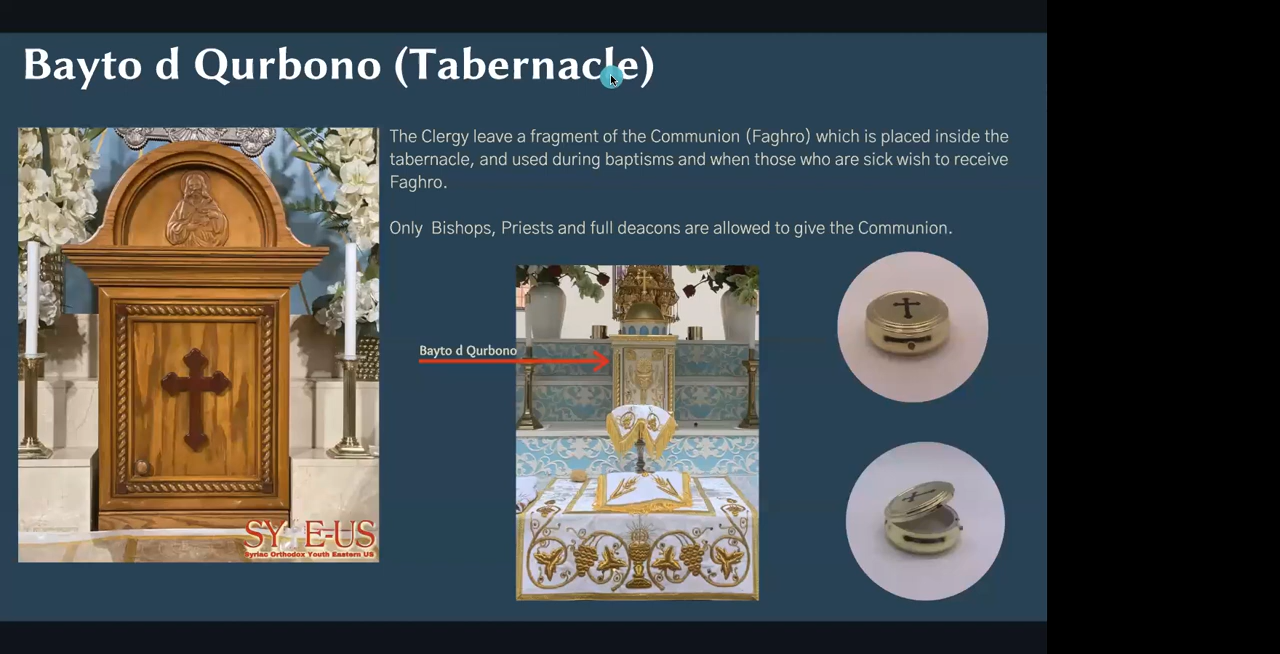 Bayto d Qurbono (Tabernacle)
The Clergy leave a fragment of the Communion (Faghro) which is placed inside the
tabernacle, and used during baptisms and when those who are sick wish to receive
Faghro.
Only Bishops, Priests and full deacons are allowed to give the Communion.
Bayto d Qurbono
SY E-US
Syriac Orthodox Youth Eastern US